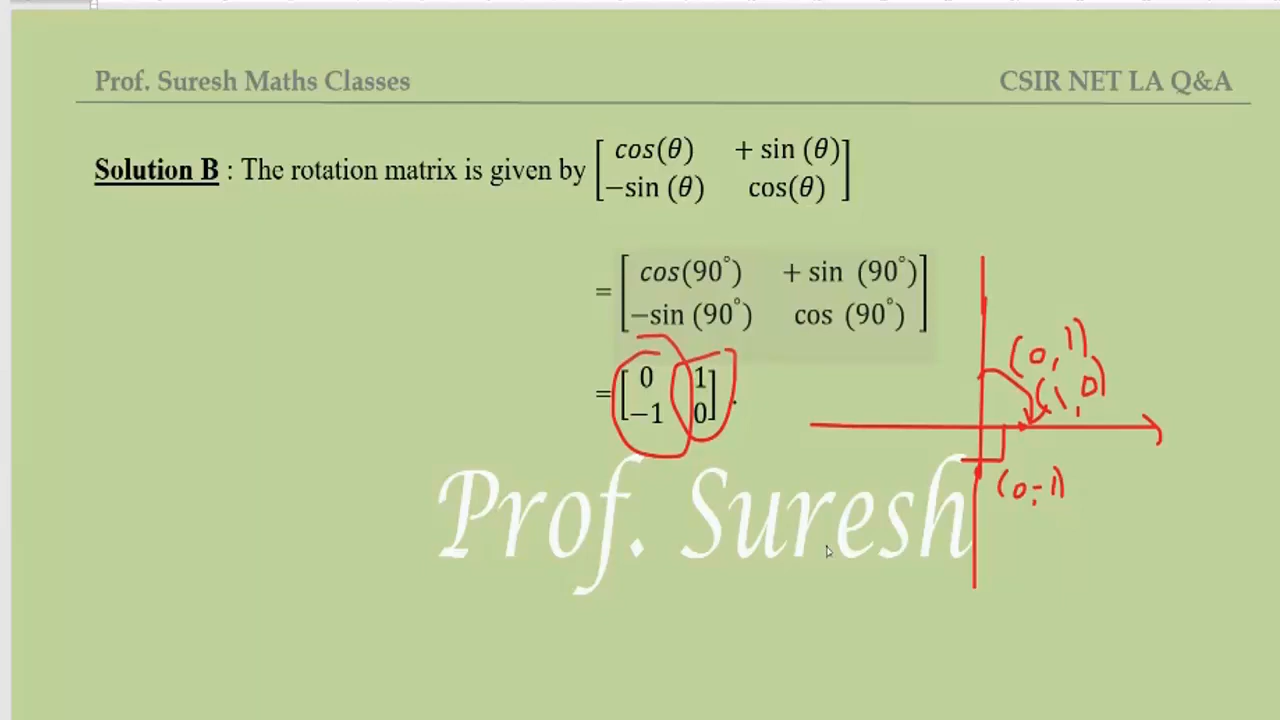 Prof. Suresh Maths Classes CSIR NET LA Q&A
Solution B : The rotation matrix is given by [cos(θ) + sin (θ)
−sin (θ) cos(θ)]
= [cos(90°) + sin (90°)
−sin (90°) cos (90°)]
(0,1)
= [0 1
−1 0].
(1,0)
(0,-1)
Prof. Suresh